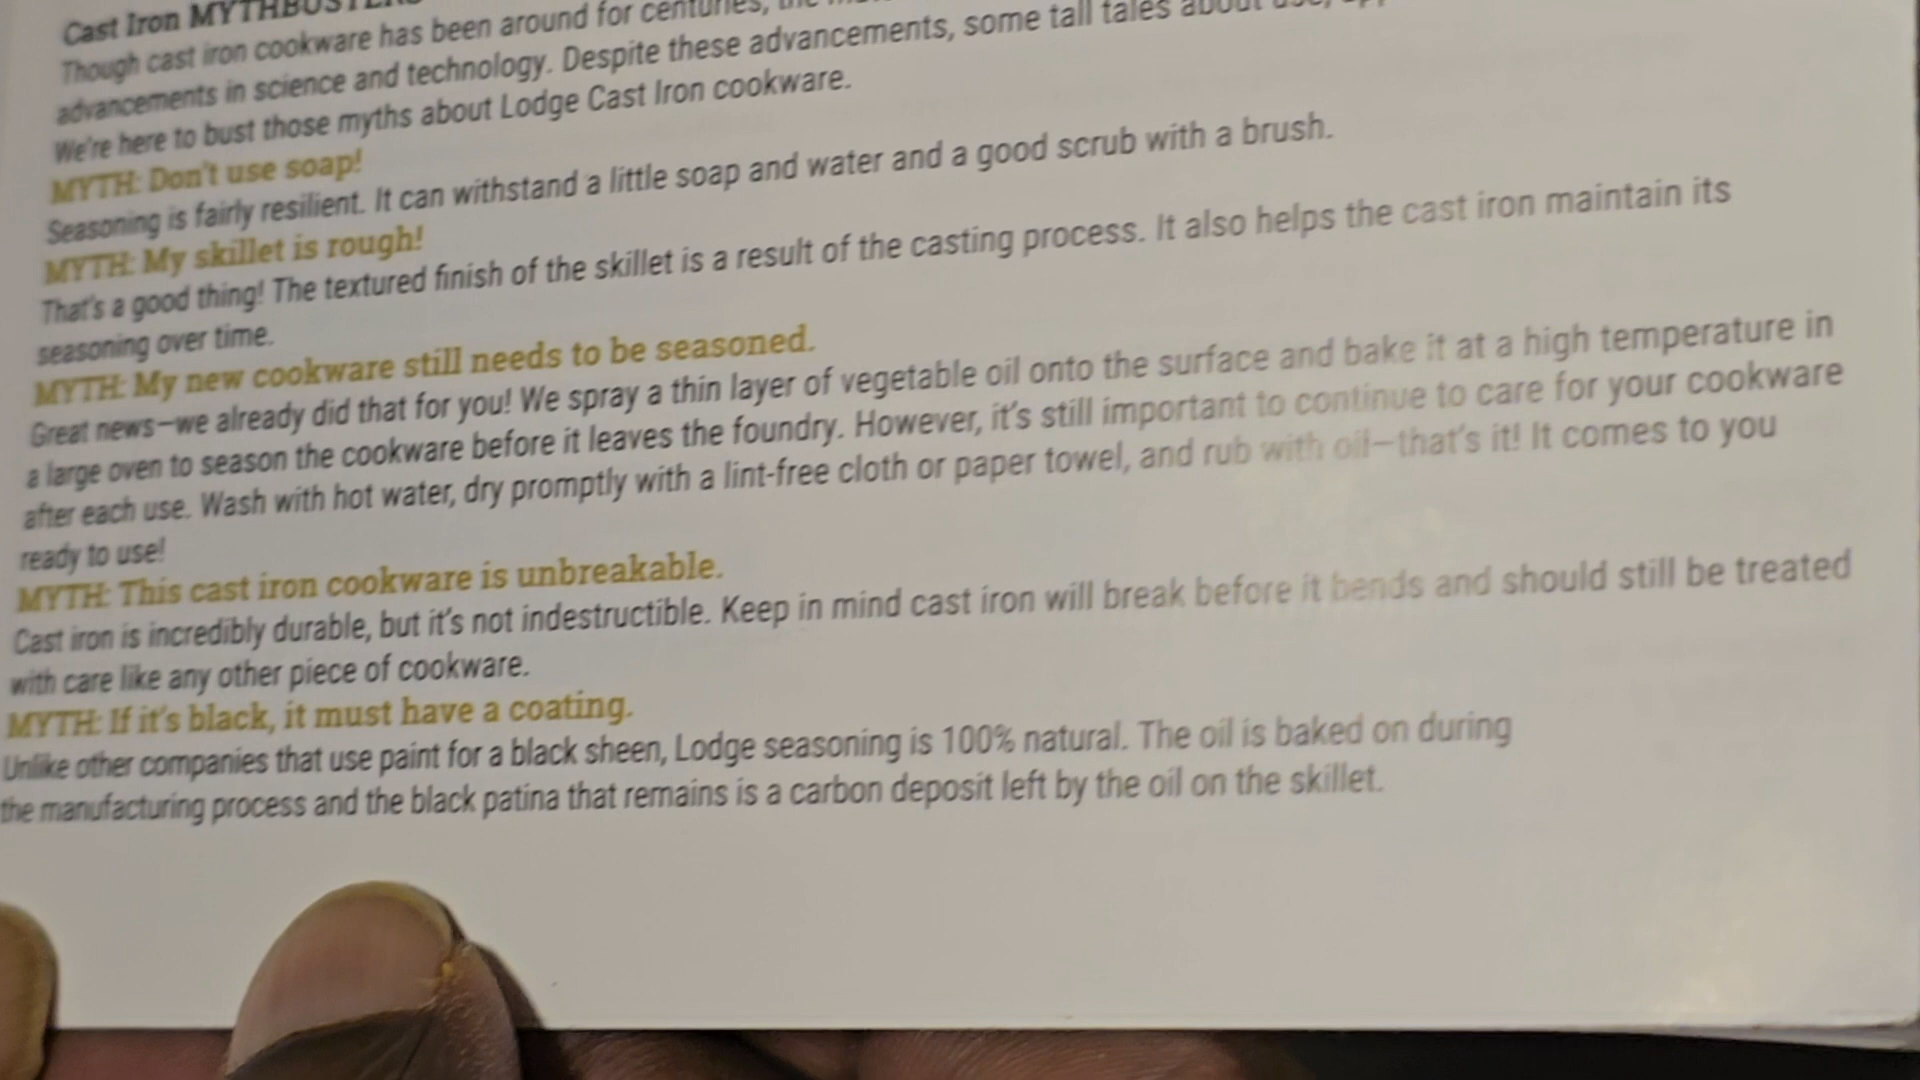 Cast Iron MYTHBUSTERS
Though cast iron cookware has been around for centuries, the
advancements in science and technology. Despite these advancements, some tall tales about use,
We're here to bust those myths about Lodge Cast Iron cookware.
MYTH: Don't use soap!
Seasoning is fairly resilient. It can withstand a little soap and water and a good scrub with a brush.
MYTH: My skillet is rough!
That's a good thing! The textured finish of the skillet is a result of the casting process. It also helps the cast iron maintain its
seasoning over time.
MYTH: My new cookware still needs to be seasoned.
Great news—we already did that for you! We spray a thin layer of vegetable oil onto the surface and bake it at a high temperature in
a large oven to season the cookware before it leaves the foundry. However, it's still important to continue to care for your cookware
after each use. Wash with hot water, dry promptly with a lint-free cloth or paper towel, and rub with oil—that's it! It comes to you
ready to use!
MYTH: This cast iron cookware is unbreakable.
Cast iron is incredibly durable, but it's not indestructible. Keep in mind cast iron will break before it bends and should still be treated
with care like any other piece of cookware.
MYTH: If it's black, it must have a coating.
Unlike other companies that use paint for a black sheen, Lodge seasoning is 100% natural. The oil is baked on during
the manufacturing process and the black patina that remains is a carbon deposit left by the oil on the skillet.